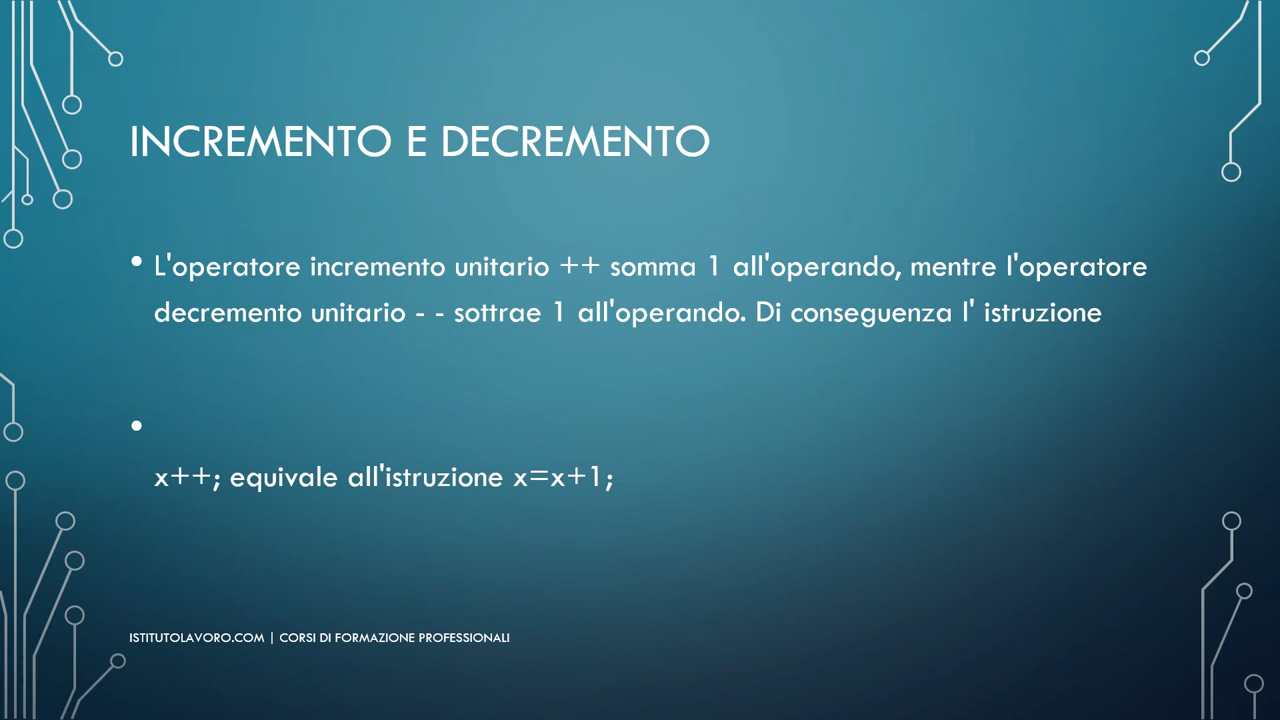 INCREMENTO E DECREMENTO
• L'operatore incremento unitario ++ somma 1 all'operando, mentre l'operatore
decremento unitario - - sottrae 1 all'operando. Di conseguenza l' istruzione
•
x++; equivale all'istruzione x=x+1;
ISTITUTOLAVORO.COM | CORSI DI FORMAZIONE PROFESSIONALI